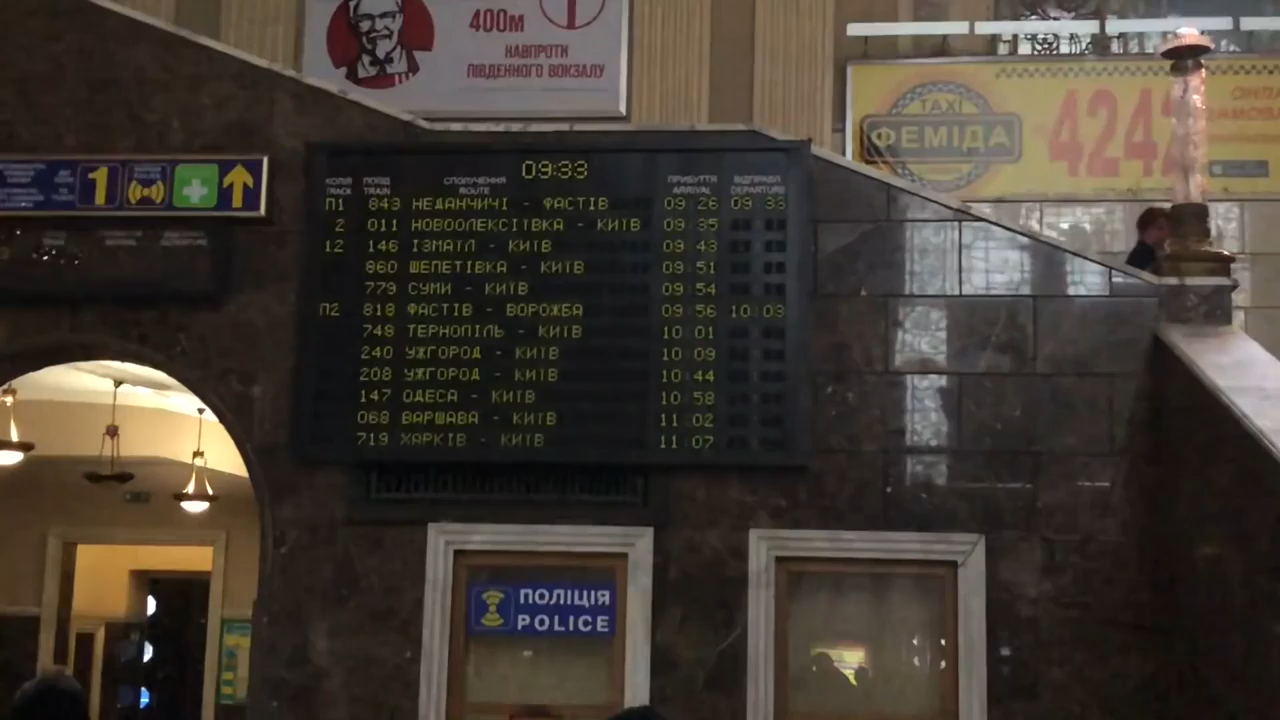 400м
НАВПРОТИ
ПІВДЕННОГО ВОКЗАЛУ
ТАХІ
ФЕМІДА
4242
1
09:33
КОЛІЯ ПОЇЗД СПОЛУЧЕННЯ ПРИБУТТЯ ВІДПРАВЛ.
TRACK TRAIN ROUTE ARRIVAL DEPARTURE
П1 843 НЕДАНЧИЧІ - ФАСТІВ 09 26 09 33
2 011 НОВООЛЕКСІЇВКА - КИЇВ 09 35
12 146 ІЗМАЇЛ - КИЇВ 09 43
860 ШЕПЕТІВКА - КИЇВ 09 51
779 СУМИ - КИЇВ 09 54
П2 818 ФАСТІВ - ВОРОЖБА 09 56 10 03
748 ТЕРНОПІЛЬ - КИЇВ 10 01
240 УЖГОРОД - КИЇВ 10 09
208 УЖГОРОД - КИЇВ 10 44
147 ОДЕСА - КИЇВ 10 58
068 ВАРШАВА - КИЇВ 11 02
719 ХАРКІВ - КИЇВ 11 07
ПОЛІЦІЯ
POLICE